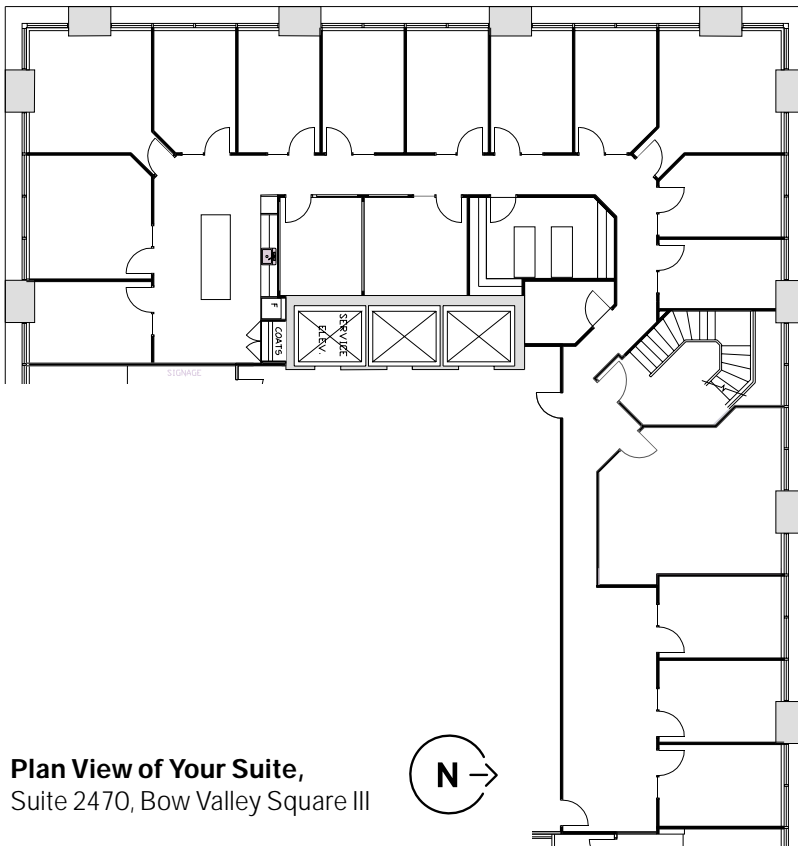 F
COATS
SERVICE
ELEV.
SIGNAGE
Plan View of Your Suite,
Suite 2470, Bow Valley Square III
N